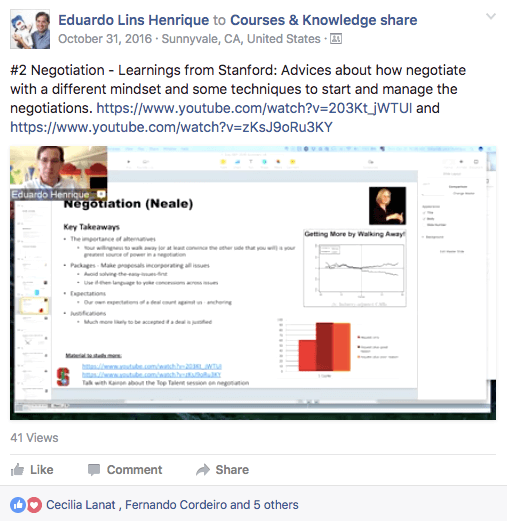 Eduardo Lins Henrique to Courses & Knowledge share
October 31, 2016 · Sunnyvale, CA, United States ·
#2 Negotiation - Learnings from Stanford: Advices about how negotiate
with a different mindset and some techniques to start and manage the
negotiations. https://www.youtube.com/watch?v=203Kt_jWTUI and
https://www.youtube.com/watch?v=zKsJ9oRu3KY
Eduardo Henrique
Negotiation (Neale)
Key Takeaways
• The importance of alternatives
• Your willingness to walk away (or at least convince the other side that you will) is your
greatest source of power in a negotiation
• Packages - Make proposals incorporating all issues
• Avoid solving the easy issues first
• Use if/then language to yoke concessions across issues
• Expectations
• Our own expectations of a deal count against us - anchoring
• Justifications
• Much more likely to be accepted if a deal is justified
Getting More by Walking Away!
Material to study more:
https://www.youtube.com/watch?v=203Kt_jWTUI
https://www.youtube.com/watch?v=zKsJ9oRu3KY
Talk with Karron about the Top Talent session on negotiation
41 Views
Like Comment Share
Cecilia Lanat , Fernando Cordeiro and 5 others